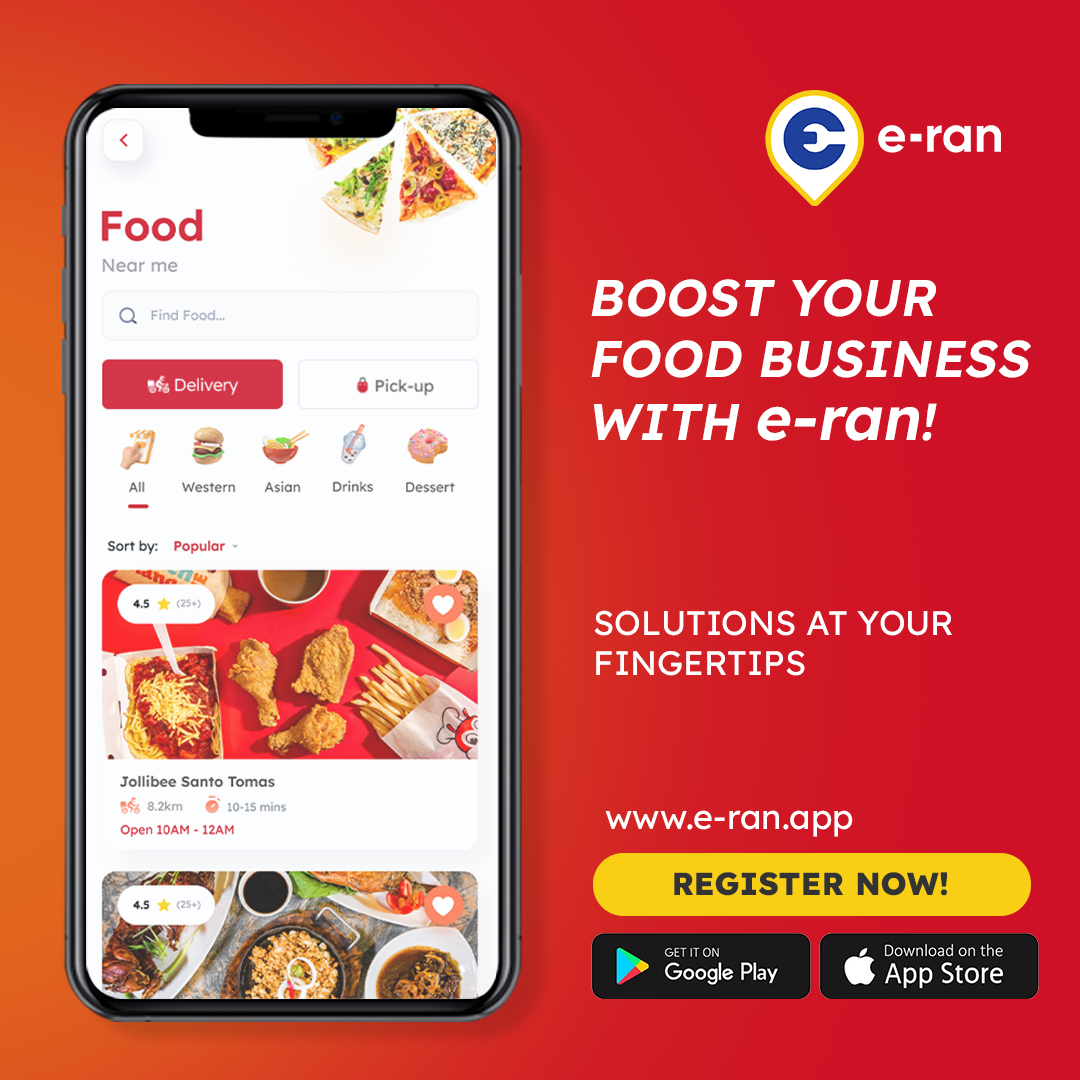 Food
Near me
Find Food...
Delivery
Pick-up
All
Western
Asian
Drinks
Dessert
Sort by: Popular
4.5 (25+)
Jollibee Santo Tomas
8.2km 10-15 mins
Open 10AM - 12AM
4.5 (25+)
e-ran
BOOST YOUR
FOOD BUSINESS
WITH e-ran!
SOLUTIONS AT YOUR
FINGERTIPS
www.e-ran.app
REGISTER NOW!
GET IT ON
Google Play
Download on the
App Store